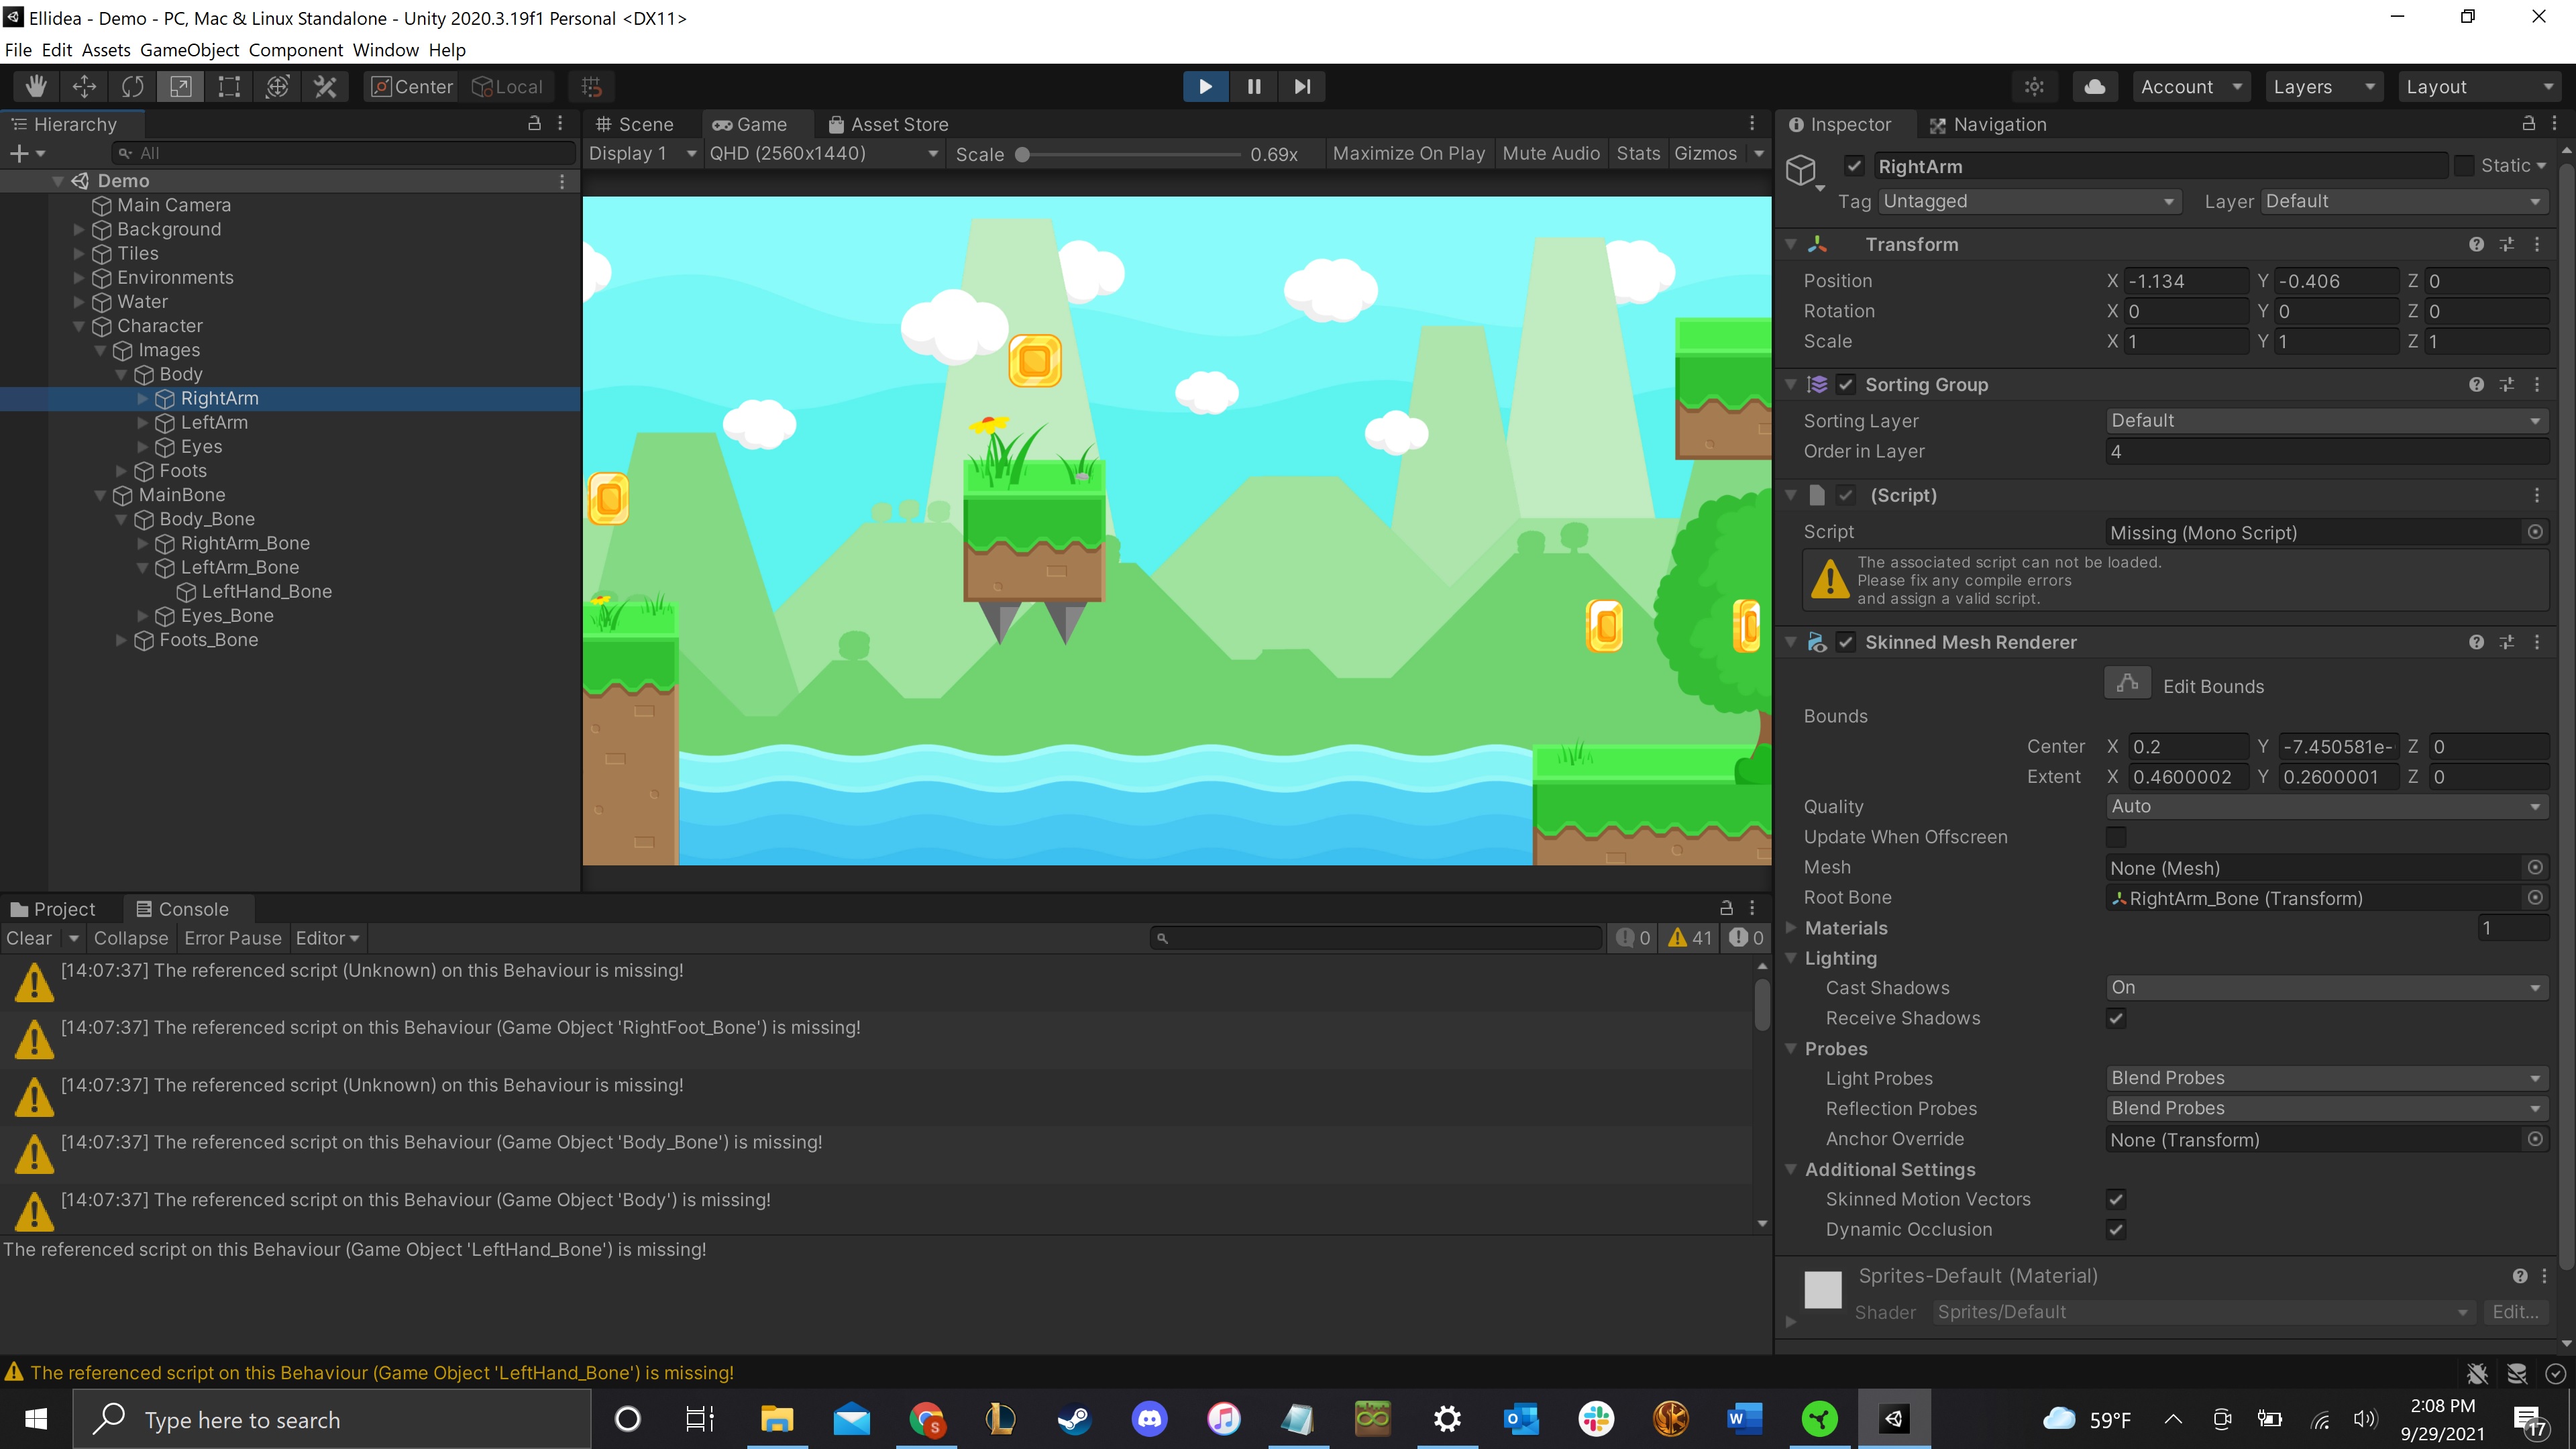 Ellidea - Demo - PC, Mac & Linux Standalone - Unity 2020.3.19f1 Personal <DX11>
File Edit Assets GameObject Component Window Help
Center Local
Account Layers Layout
Hierarchy
All
Demo
Main Camera
Background
Tiles
Environments
Water
Character
Images
Body
RightArm
LeftArm
Eyes
Foots
MainBone
Body_Bone
RightArm_Bone
LeftArm_Bone
LeftHand_Bone
Eyes_Bone
Foots_Bone
Scene Game Asset Store
Display 1 QHD (2560x1440) Scale 0.69x Maximize On Play Mute Audio Stats Gizmos
Inspector Navigation
RightArm Static
Tag Untagged Layer Default
Transform
Position X -1.134 Y -0.406 Z 0
Rotation X 0 Y 0 Z 0
Scale X 1 Y 1 Z 1
Sorting Group
Sorting Layer Default
Order in Layer 4
(Script)
Script Missing (Mono Script)
The associated script can not be loaded.
Please fix any compile errors
and assign a valid script.
Skinned Mesh Renderer
Edit Bounds
Bounds
Center X 0.2 Y -7.450581e- Z 0
Extent X 0.4600002 Y 0.2600001 Z 0
Quality Auto
Update When Offscreen
Mesh None (Mesh)
Root Bone RightArm_Bone (Transform)
Materials 1
Lighting
Cast Shadows On
Receive Shadows
Probes
Light Probes Blend Probes
Reflection Probes Blend Probes
Anchor Override None (Transform)
Additional Settings
Skinned Motion Vectors
Dynamic Occlusion
Sprites-Default (Material)
Shader Sprites/Default Edit...
Project Console
Clear Collapse Error Pause Editor 0 41 0
[14:07:37] The referenced script (Unknown) on this Behaviour is missing!
[14:07:37] The referenced script on this Behaviour (Game Object 'RightFoot_Bone') is missing!
[14:07:37] The referenced script (Unknown) on this Behaviour is missing!
[14:07:37] The referenced script on this Behaviour (Game Object 'Body_Bone') is missing!
[14:07:37] The referenced script on this Behaviour (Game Object 'Body') is missing!
The referenced script on this Behaviour (Game Object 'LeftHand_Bone') is missing!
The referenced script on this Behaviour (Game Object 'LeftHand_Bone') is missing!
Type here to search
59°F
2:08 PM
9/29/2021
17